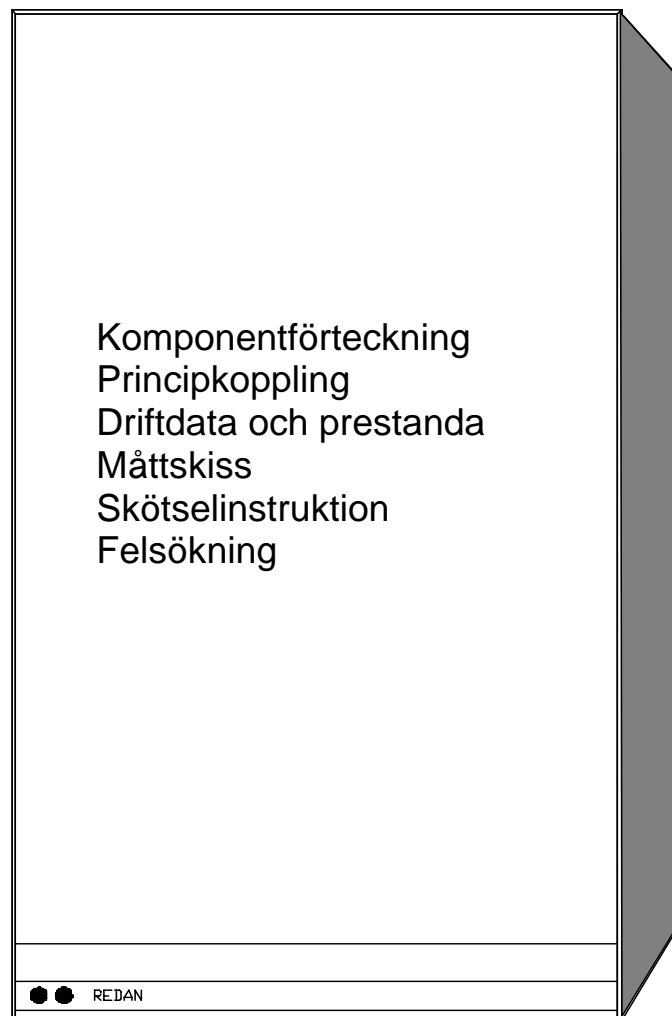 Komponentförteckning
Principkoppling
Driftdata och prestanda
Måttskiss
Skötselinstruktion
Felsökning
REDAN